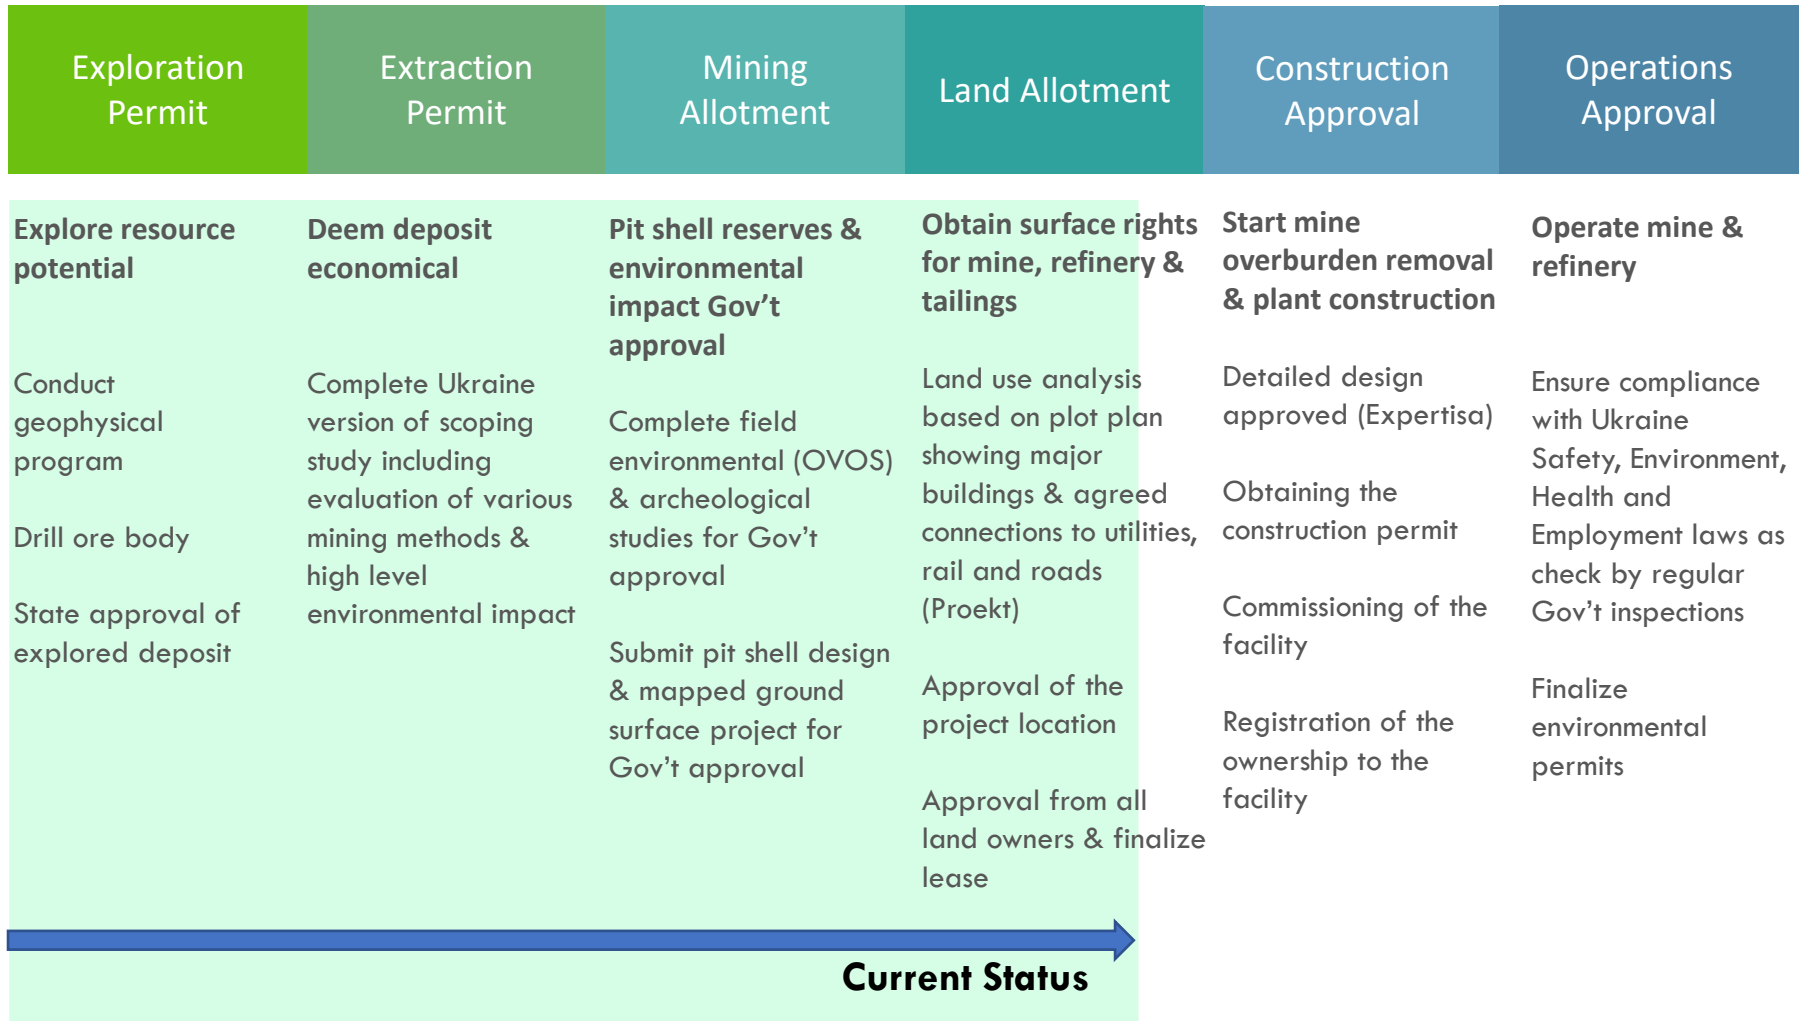 Exploration
Permit
Extraction
Permit
Mining
Allotment
Land Allotment
Construction
Approval
Operations
Approval
Explore resource
potential
Conduct
geophysical
program
Drill ore body
State approval of
explored deposit
Deem deposit
economical
Complete Ukraine
version of scoping
study including
evaluation of various
mining methods &
high level
environmental impact
Pit shell reserves &
environmental
impact Gov’t
approval
Complete field
environmental (OVOS)
& archeological
studies for Gov’t
approval
Submit pit shell design
& mapped ground
surface project for
Gov’t approval
Obtain surface rights
for mine, refinery &
tailings
Land use analysis
based on plot plan
showing major
buildings & agreed
connections to utilities,
rail and roads
(Proekt)
Approval of the
project location
Approval from all
land owners & finalize
lease
Start mine
overburden removal
& plant construction
Detailed design
approved (Expertisa)
Obtaining the
construction permit
Commissioning of the
facility
Registration of the
ownership to the
facility
Operate mine &
refinery
Ensure compliance
with Ukraine
Safety, Environment,
Health and
Employment laws as
check by regular
Gov’t inspections
Finalize
environmental
permits
Current Status